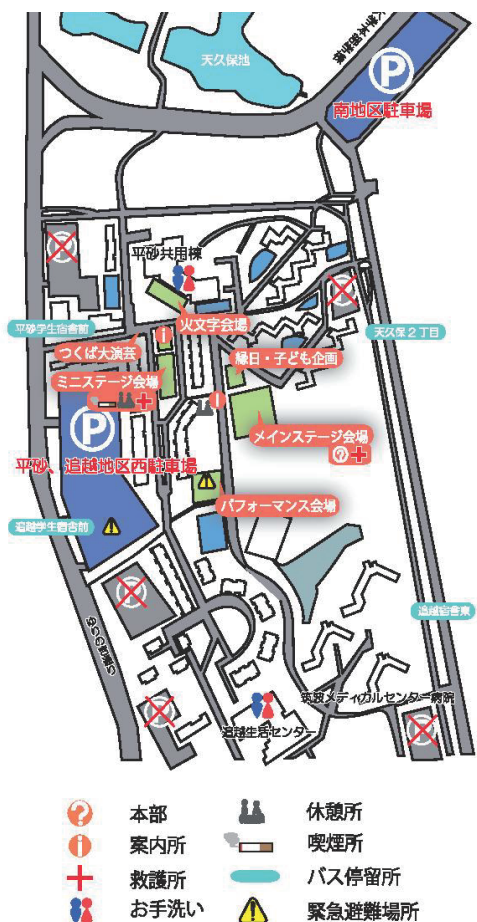 天久保池
P
南地区駐車場
平砂共用棟
火文字会場
平砂学生宿舎前
天久保2丁目
つくば大演芸
縁日・子ども企画
ミニステージ会場
P
メインステージ会場
平砂、追越地区西駐車場
パフォーマンス会場
追越学生宿舎前
追越宿舎東
筑波メディカルセンター病院
追越生活センター
本部
休憩所
案内所
喫煙所
救護所
バス停留所
お手洗い
緊急避難場所